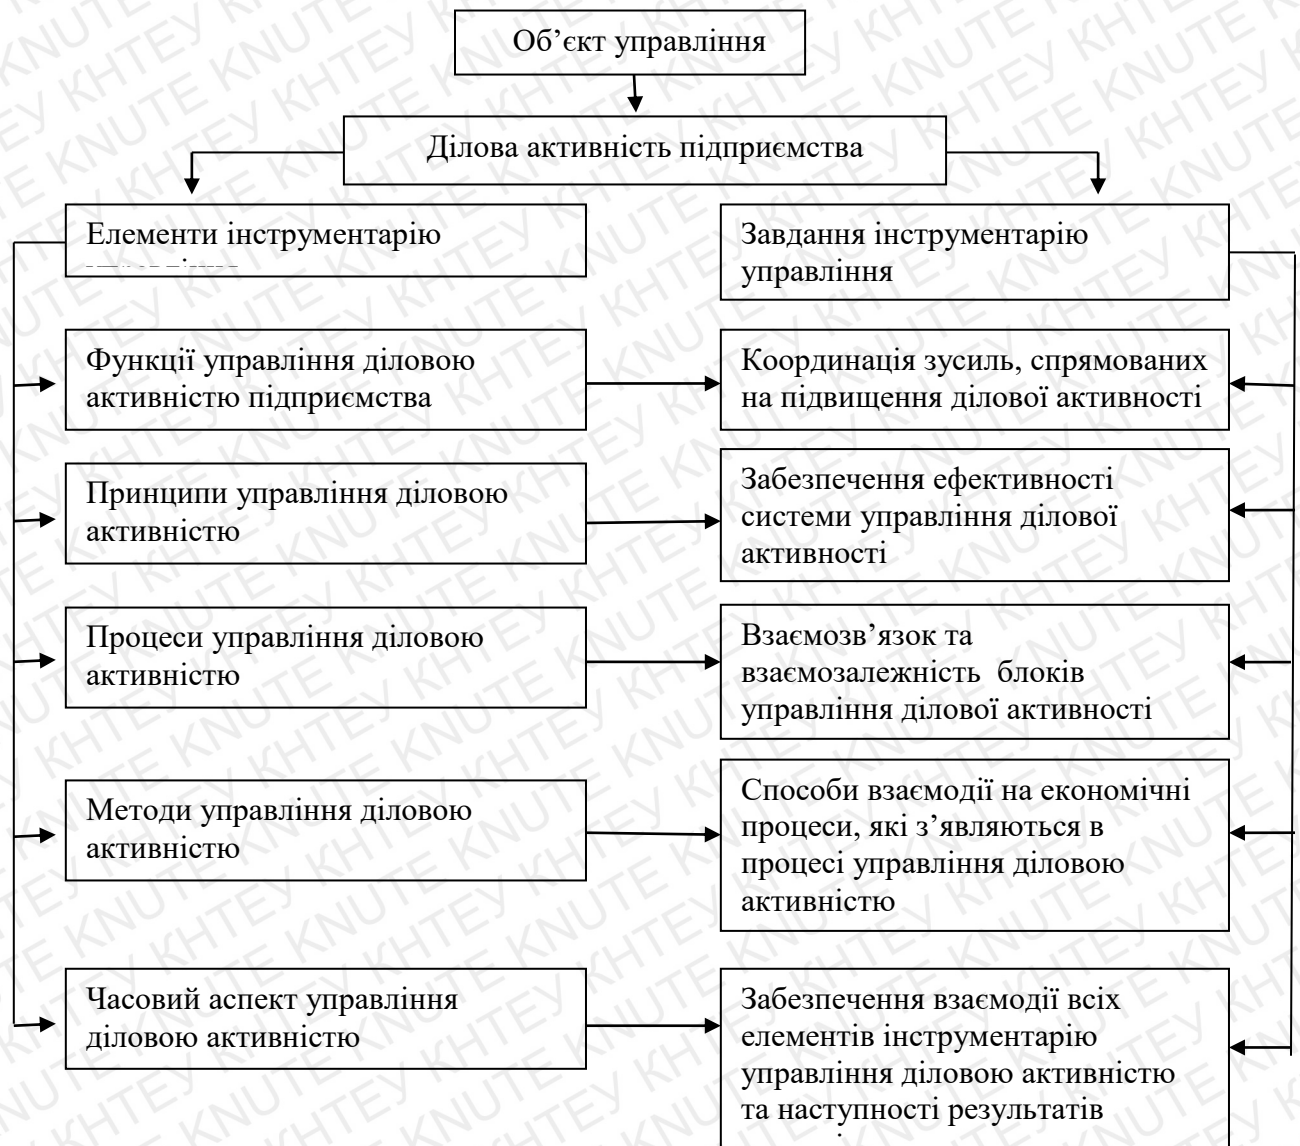 Об’єкт управління
Ділова активність підприємства
Елементи інструментарію
Завдання інструментарію
управління
Функції управління діловою
активністю підприємства
Координація зусиль, спрямованих
на підвищення ділової активності
Принципи управління діловою
активністю
Забезпечення ефективності
системи управління ділової
активності
Процеси управління діловою
активністю
Взаємозв’язок та
взаємозалежність блоків
управління ділової активності
Методи управління діловою
активністю
Способи взаємодії на економічні
процеси, які з’являються в
процесі управління діловою
активністю
Часовий аспект управління
діловою активністю
Забезпечення взаємодії всіх
елементів інструментарію
управління діловою активністю
та наступності результатів